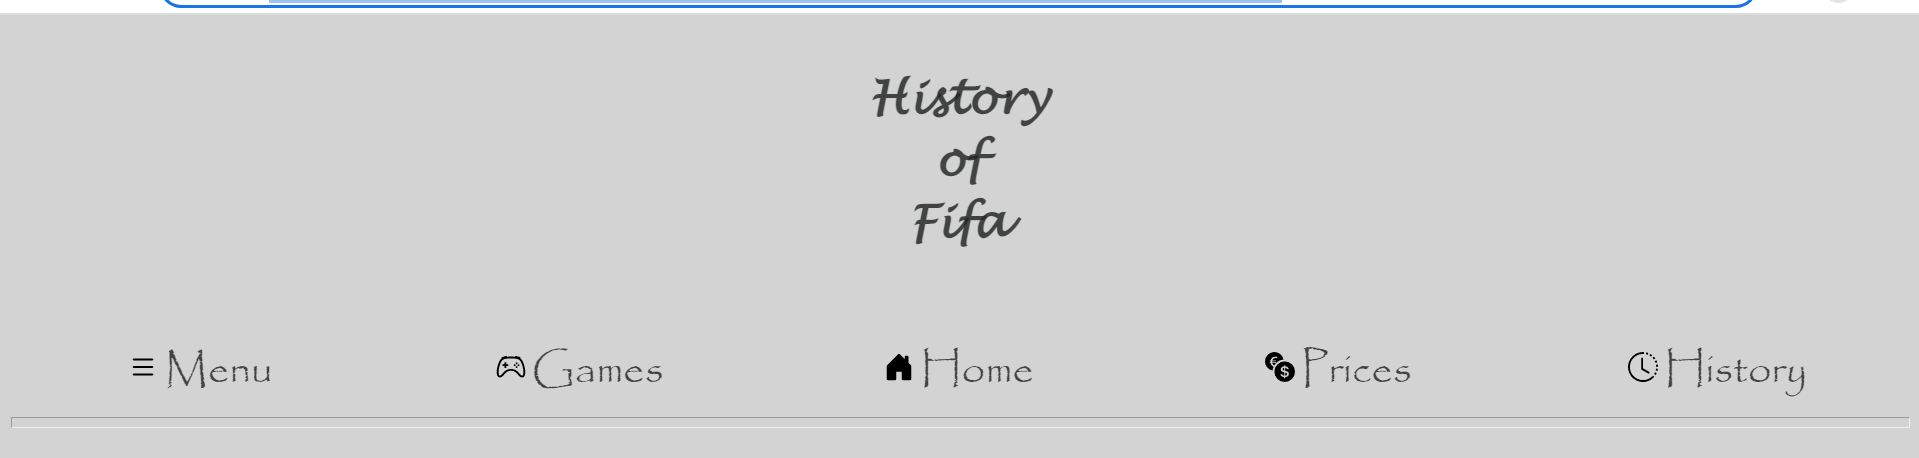 History
of
Fifa
Menu Games Home Prices History